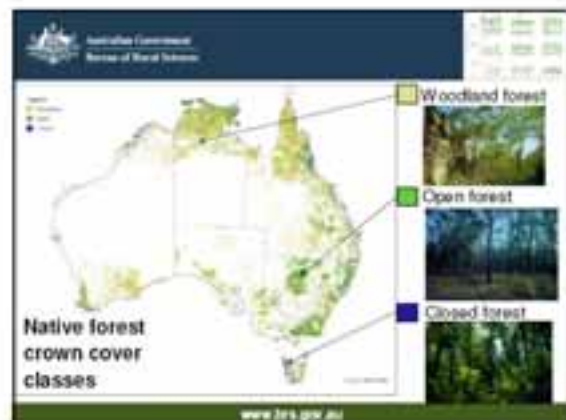 Australian Government
Bureau of Rural Sciences
Woodland forest
Open forest
Closed forest
Native forest
crown cover
classes
www.brs.gov.au